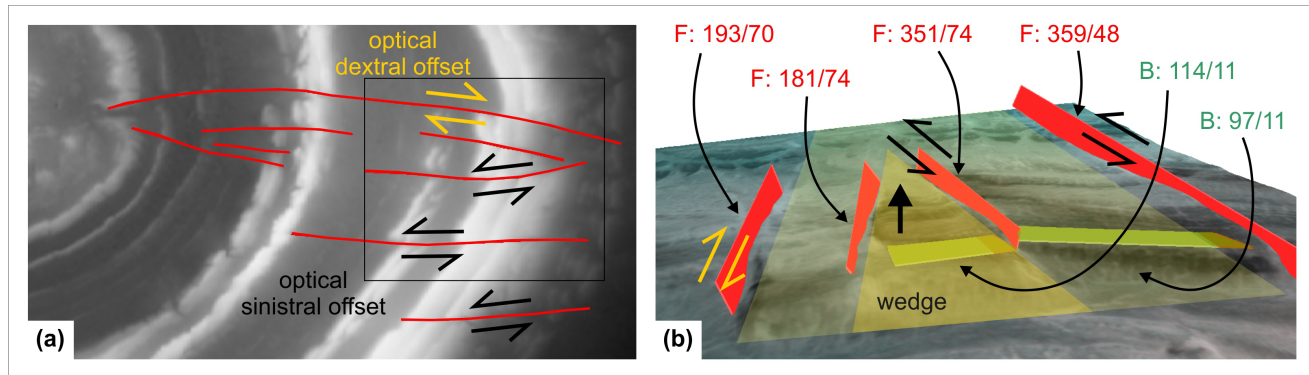 optical
dextral offset
optical
sinistral offset
(a)
F: 193/70
F: 351/74
F: 359/48
F: 181/74
B: 114/11
B: 97/11
wedge
(b)